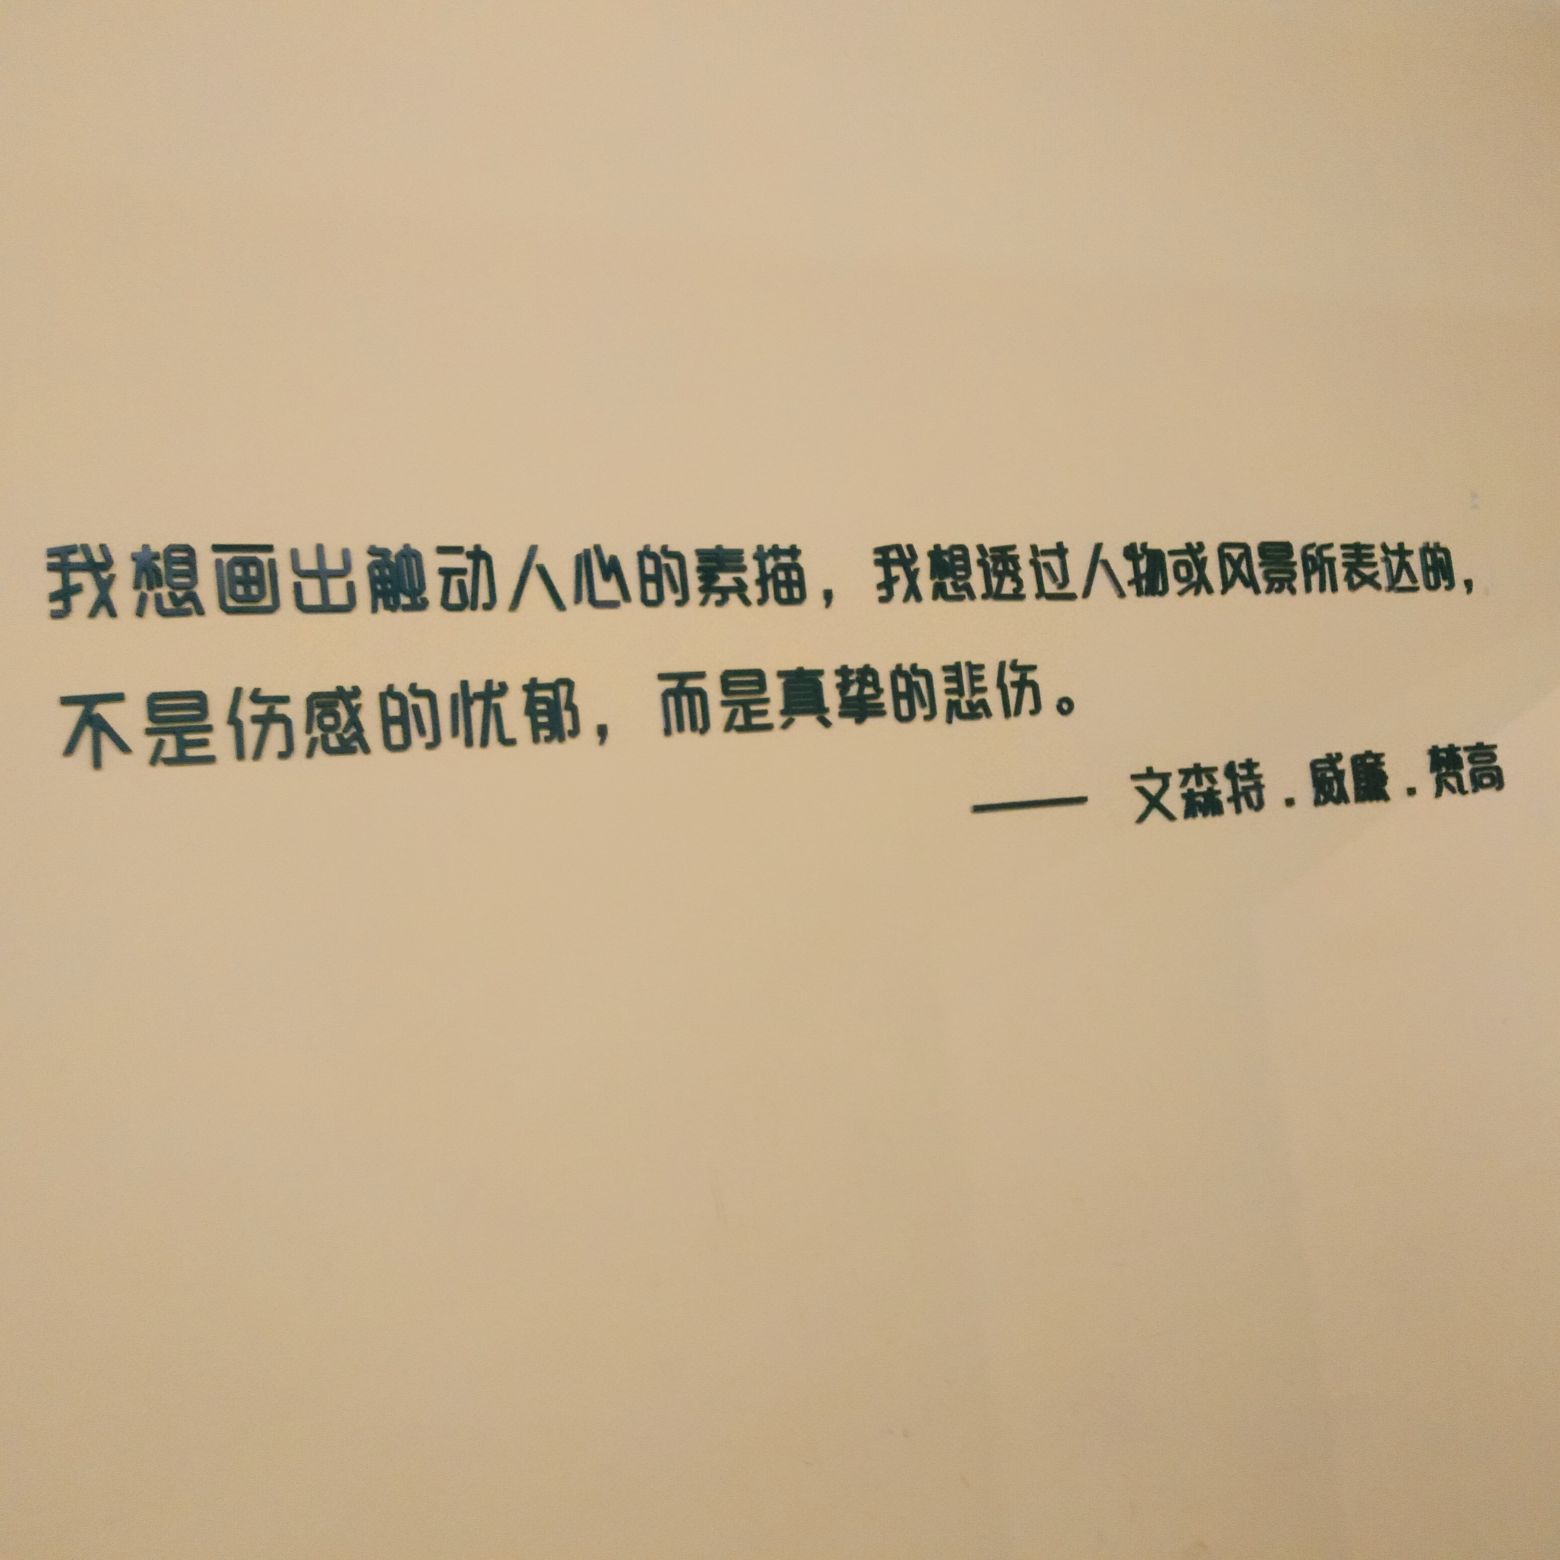 我想画出触动人心的素描，我想透过人物或风景所表达的，
不是伤感的忧郁，而是真挚的悲伤。
—— 文森特.威廉.梵高